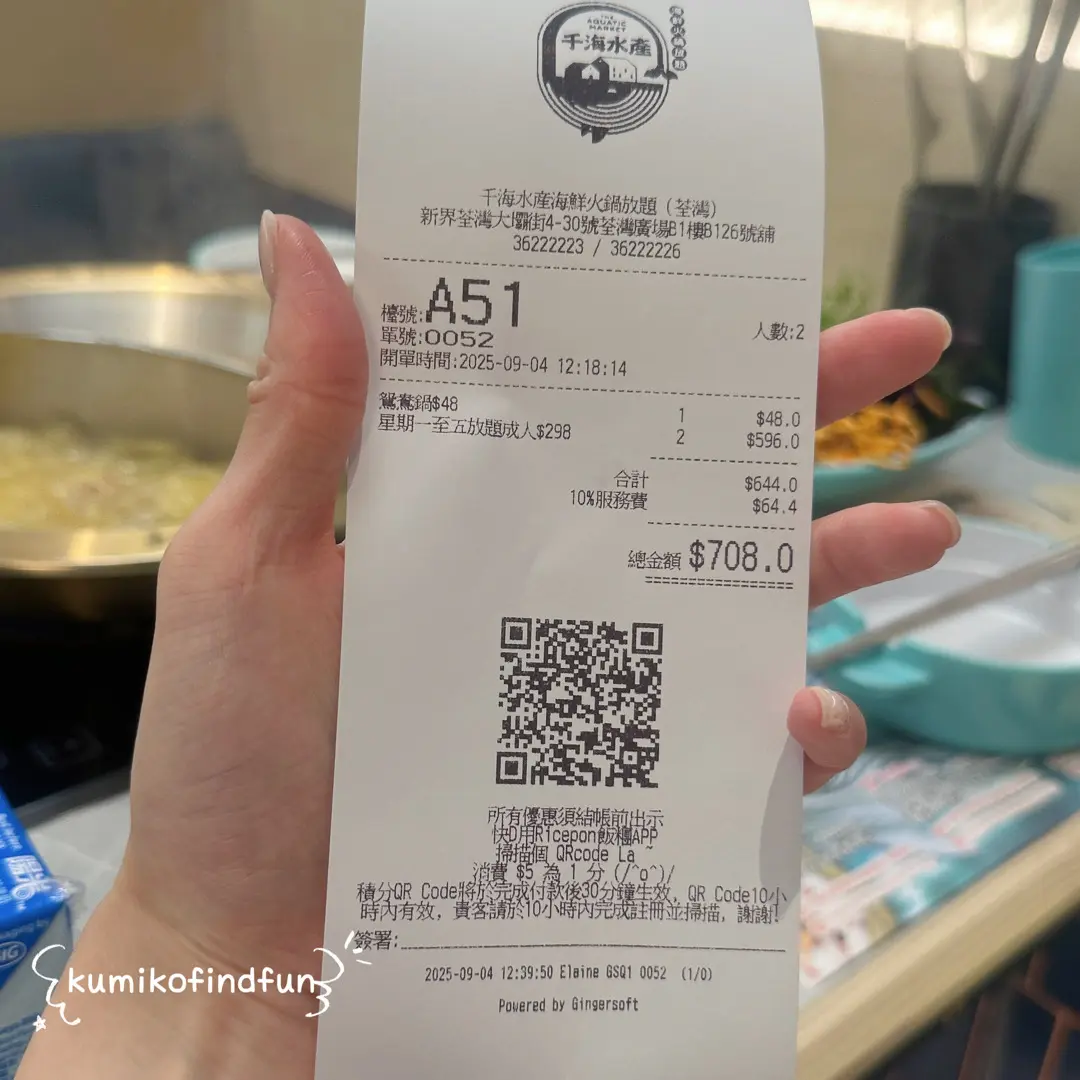 THE
AQUATIC
MARKET
千海水產
海鮮火鍋放題
千海水産海鮮火鍋放題（荃灣）
新界荃灣大壩街4-30號荃灣廣場B1樓B126號舖
36222223 / 36222226
檯號:A51
人數:2
單號:0052
開單時間:2025-09-04 12:18:14
鴛鴦鍋$48 1 $48.0
星期一至五放題成人$298 2 $596.0
合計 $644.0
10%服務費 $64.4
總金額 $708.0
所有優惠須結帳前出示
快D用Ricepon飯糰APP
掃描個 QRcode La ~
消費 $5 為 1 分 (/^o^)/
積分QR Code將於完成付款後30分鐘生效, QR Code10小
時內有效, 貴客請於10小時內完成註冊並掃描, 謝謝!
簽署:
2025-09-04 12:39:50 Elaine GSQ1 0052 (1/0)
Powered by Gingersoft
kumikofindfun